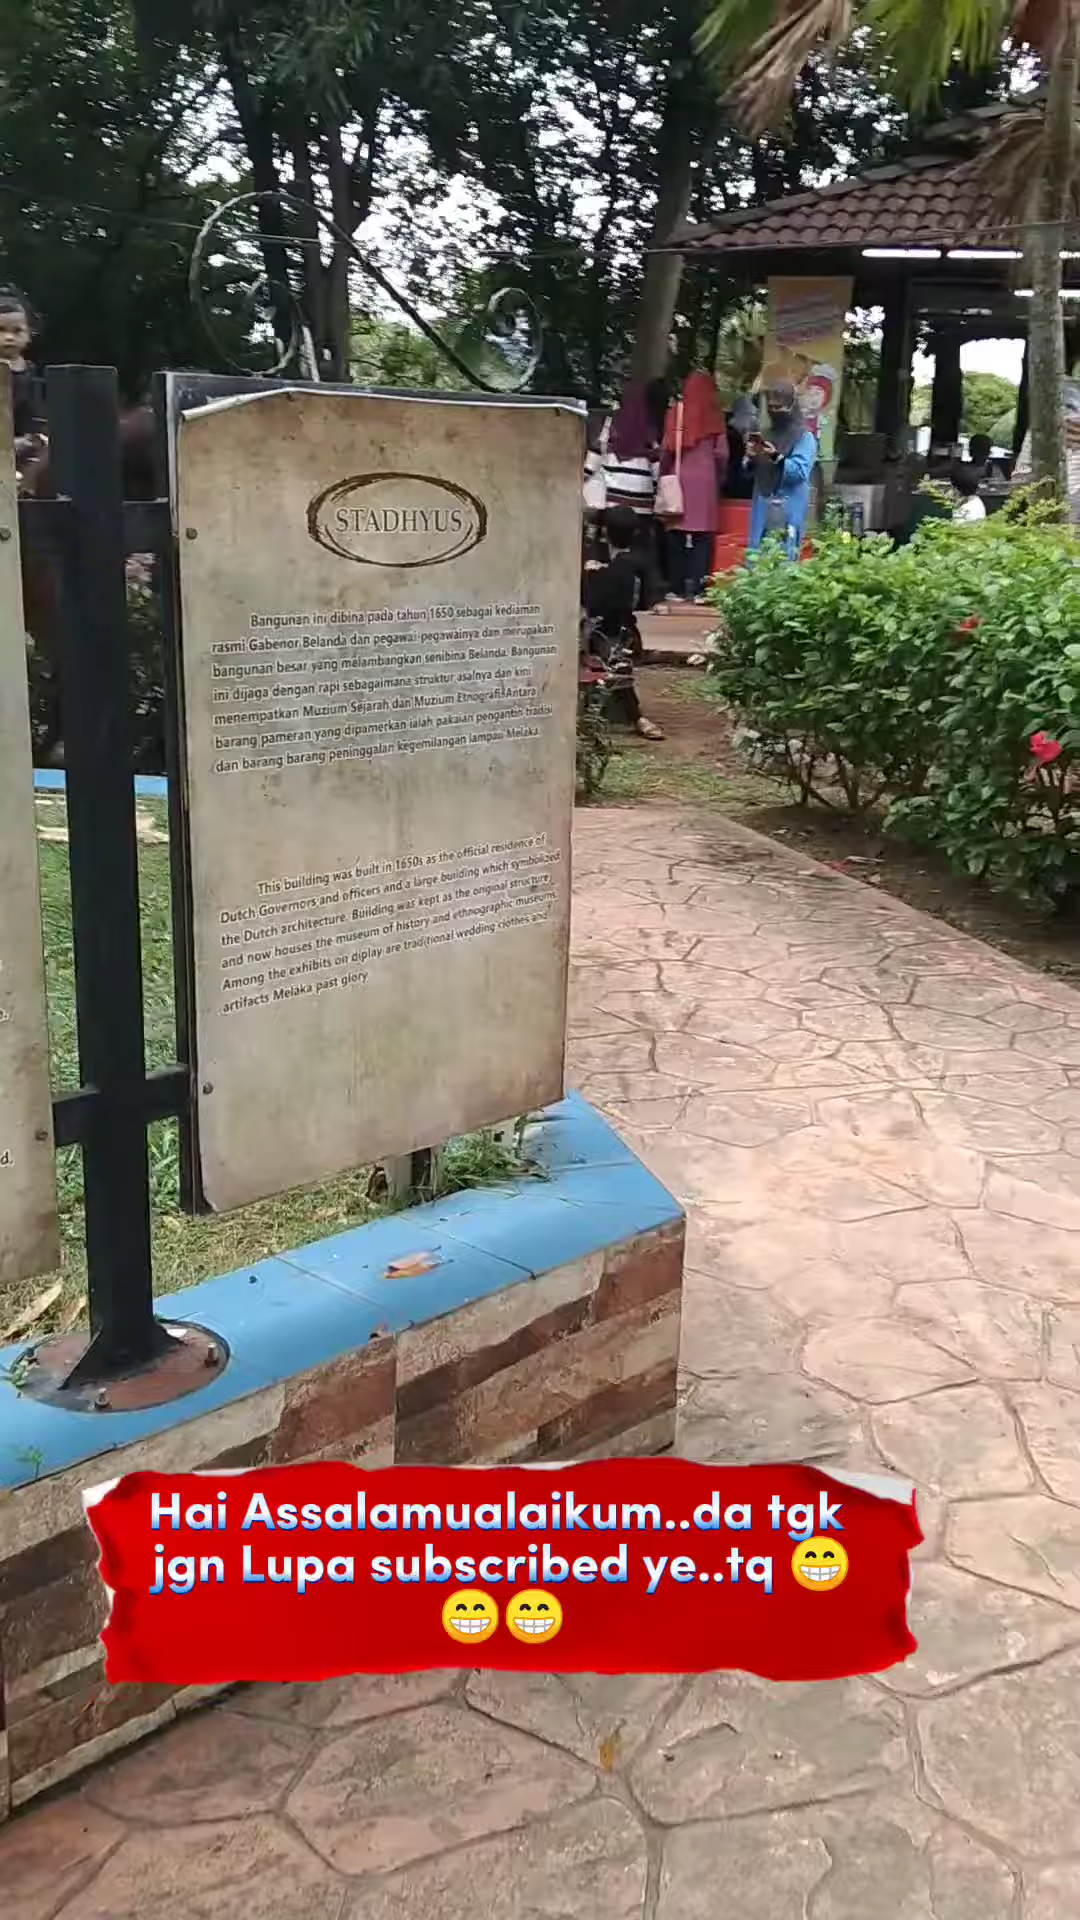 STADHYUS
Bangunan ini dibina pada tahun 1650 sebagai kediaman
rasmi Gabenor Belanda dan pegawai-pegawainya dan merupakan
bangunan besar yang melambangkan senibina Belanda. Bangunan
ini dijaga dengan rapi sebagaimana struktur asalnya dan kini
menempatkan Muzium Sejarah dan Muzium Etnografi. Antara
barang pameran yang dipamerkan ialah pakaian pengantin tradisi
dan barang barang peninggalan kegemilangan lampau Melaka.
This building was built in 1650s as the official residence of
Dutch Governors and officers and a large building which symbolized
the Dutch architecture. Building was kept as the original structure,
and now houses the museum of history and ethnographic museums.
Among the exhibits on diplay are traditional wedding clothes and
artifacts Melaka past glory
d.
Hai Assalamualaikum..da tgk
jgn Lupa subscribed ye..tq 😁
😁😁